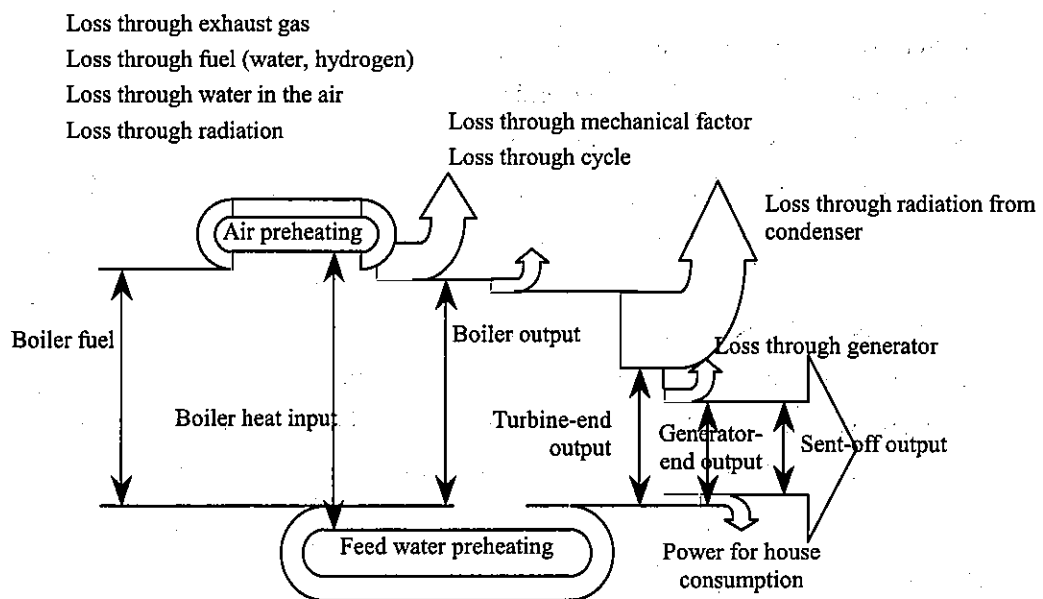 Loss through exhaust gas
Loss through fuel (water, hydrogen)
Loss through water in the air
Loss through radiation
Loss through mechanical factor
Loss through cycle
Loss through radiation from
condenser
Air preheating
Boiler fuel
Boiler output
Loss through generator
Boiler heat input
Turbine-end
output
Generator-
end output
Sent-off output
Feed water preheating
Power for house
consumption